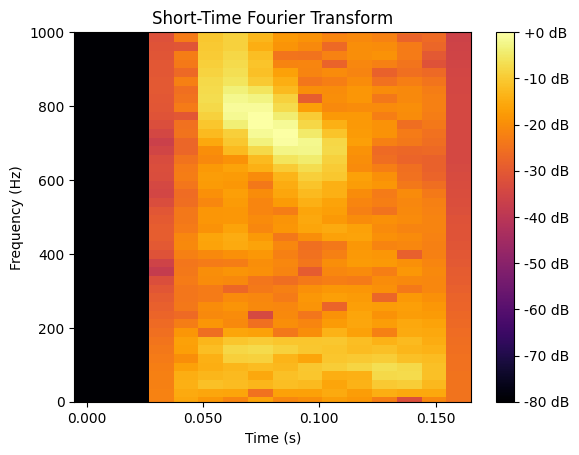 Short-Time Fourier Transform
1000
800
600
400
200
0
Frequency (Hz)
0.000
0.050
0.100
0.150
Time (s)
+0 dB
-10 dB
-20 dB
-30 dB
-40 dB
-50 dB
-60 dB
-70 dB
-80 dB